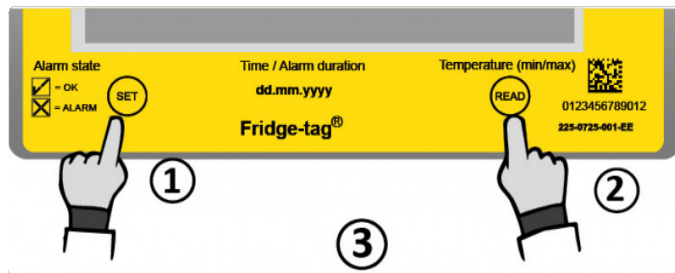 Alarm state Time / Alarm duration Temperature (min/max)
= OK
= ALARM
SET
dd.mm.yyyy
READ
0123456789012
Fridge-tag®
225-0725-001-EE
1
2
3